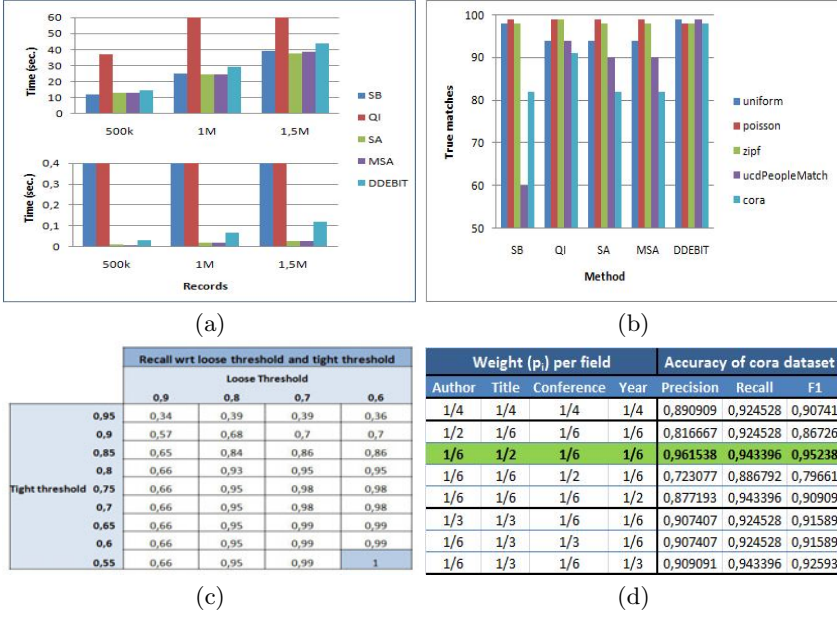 60
50
40
30
20
10
0
Time (sec.)
500k 1M 1,5M
SB
QI
SA
MSA
DDEBIT
0,4
0,3
0,2
0,1
0
Time (sec.)
500k 1M 1,5M
Records
(a)
100
90
80
70
60
50
True matches
SB QI SA MSA DDEBIT
Method
uniform
poisson
zipf
ucdPeopleMatch
cora
(b)
Recall wrt loose threshold and tight threshold
Loose Threshold
0,9 0,8 0,7 0,6
0,95 0,34 0,39 0,39 0,36
0,9 0,57 0,68 0,7 0,7
0,85 0,65 0,84 0,86 0,86
0,8 0,66 0,93 0,95 0,95
Tight threshold 0,75 0,66 0,95 0,98 0,98
0,7 0,66 0,95 0,98 0,98
0,65 0,66 0,95 0,99 0,99
0,6 0,66 0,95 0,99 0,99
0,55 0,66 0,95 0,99 1
(c)
Weight (pi) per field Accuracy of cora dataset
Author Title Conference Year Precision Recall F1
1/4 1/4 1/4 1/4 0,890909 0,924528 0,90741
1/2 1/6 1/6 1/6 0,816667 0,924528 0,86726
1/6 1/2 1/6 1/6 0,961538 0,943396 0,95238
1/6 1/6 1/2 1/6 0,723077 0,886792 0,79661
1/6 1/6 1/6 1/2 0,877193 0,943396 0,90909
1/3 1/3 1/6 1/6 0,907407 0,924528 0,91589
1/6 1/3 1/3 1/6 0,907407 0,924528 0,91589
1/6 1/3 1/6 1/3 0,909091 0,943396 0,92593
(d)